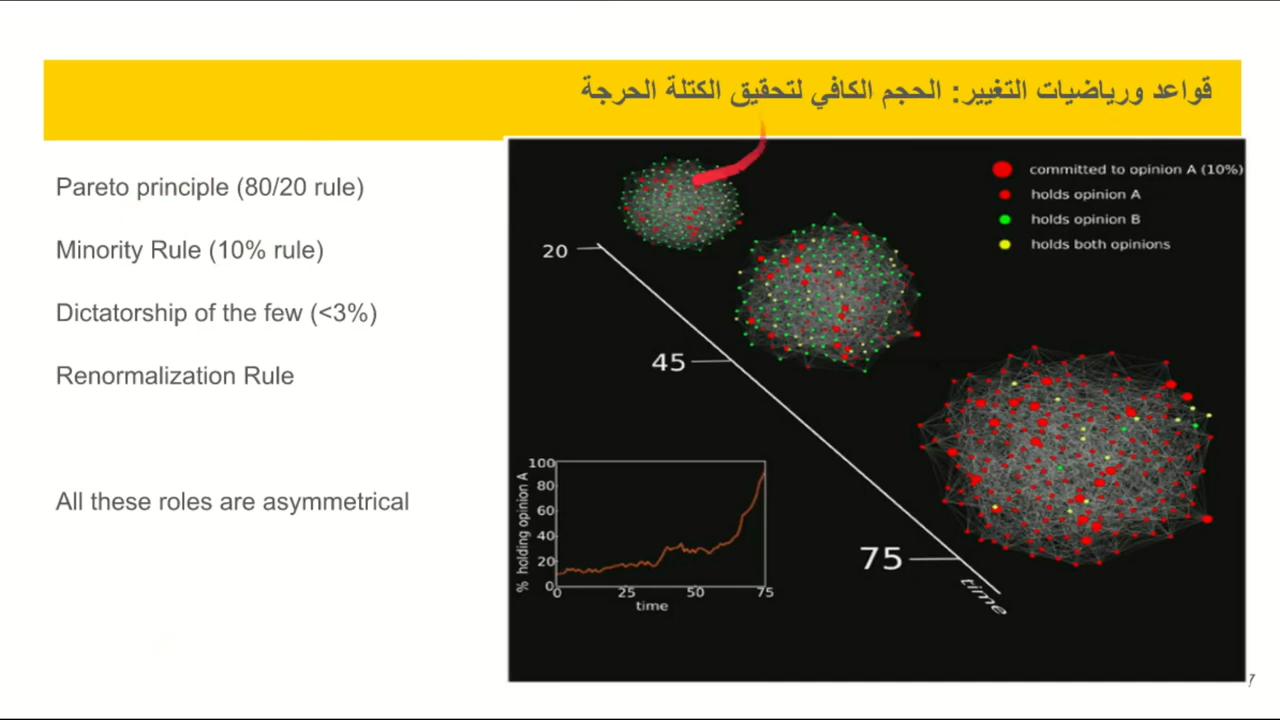 قواعد ورياضيات التغيير: الحجم الكافي لتحقيق الكتلة الحرجة
Pareto principle (80/20 rule)
Minority Rule (10% rule)
Dictatorship of the few (<3%)
Renormalization Rule
All these roles are asymmetrical
committed to opinion A (10%)
holds opinion A
holds opinion B
holds both opinions
20
45
75
time
% holding opinion A
100
80
60
40
20
0
0 25 50 75
time
7